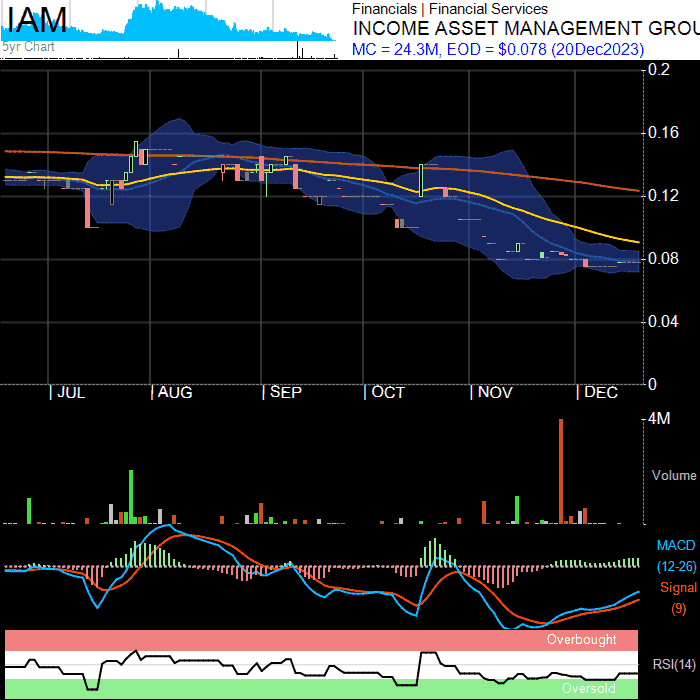 IAM
5yr Chart
Financials | Financial Services
INCOME ASSET MANAGEMENT GROU
MC = 24.3M, EOD = $0.078 (20Dec2023)
0.2
0.16
0.12
0.08
0.04
0
| JUL | AUG | SEP | OCT | NOV | DEC
4M
Volume
MACD
(12-26)
Signal
(9)
Overbought
RSI(14)
Oversold